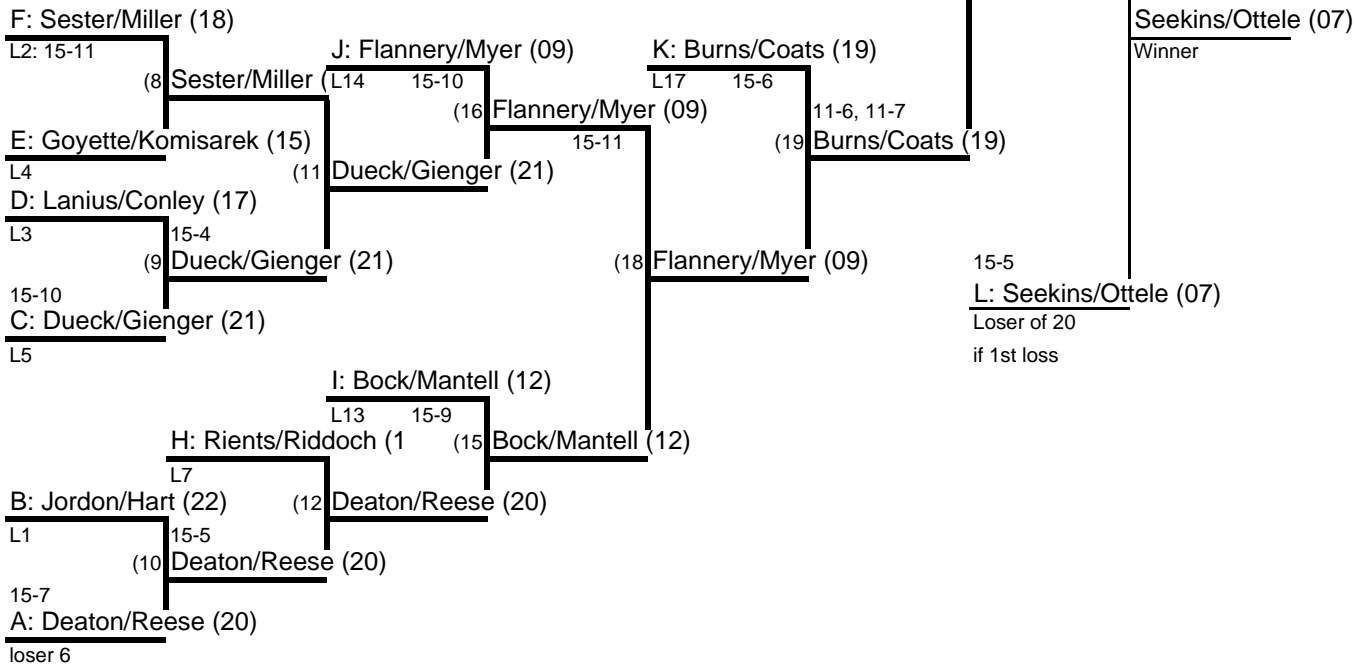 F: Sester/Miller (18)
L2: 15-11
(8 Sester/Miller (
E: Goyette/Komisarek (15)
L4
D: Lanius/Conley (17)
L3
15-4
(9 Dueck/Gienger (21)
15-10
C: Dueck/Gienger (21)
L5
J: Flannery/Myer (09)
L14 15-10
(16 Flannery/Myer (09)
15-11
(11 Dueck/Gienger (21)
K: Burns/Coats (19)
L17 15-6
11-6, 11-7
(19 Burns/Coats (19)
(18 Flannery/Myer (09)
Seekins/Ottele (07)
Winner
15-5
L: Seekins/Ottele (07)
Loser of 20
if 1st loss
I: Bock/Mantell (12)
L13 15-9
(15 Bock/Mantell (12)
H: Rients/Riddoch (1
L7
(12 Deaton/Reese (20)
B: Jordon/Hart (22)
L1
15-5
(10 Deaton/Reese (20)
15-7
A: Deaton/Reese (20)
loser 6